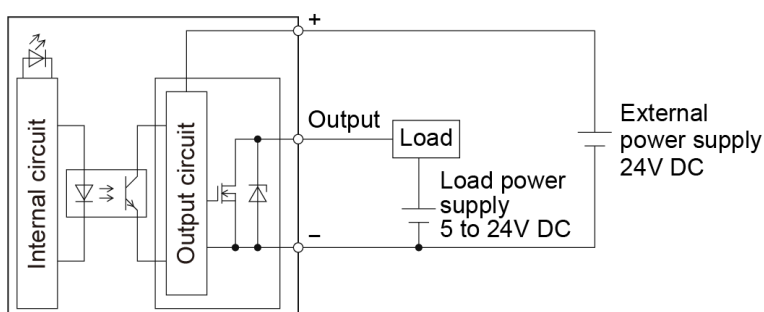 +
Output
Load
External
power supply
24V DC
Load power
supply
5 to 24V DC
–
Internal circuit
Output circuit